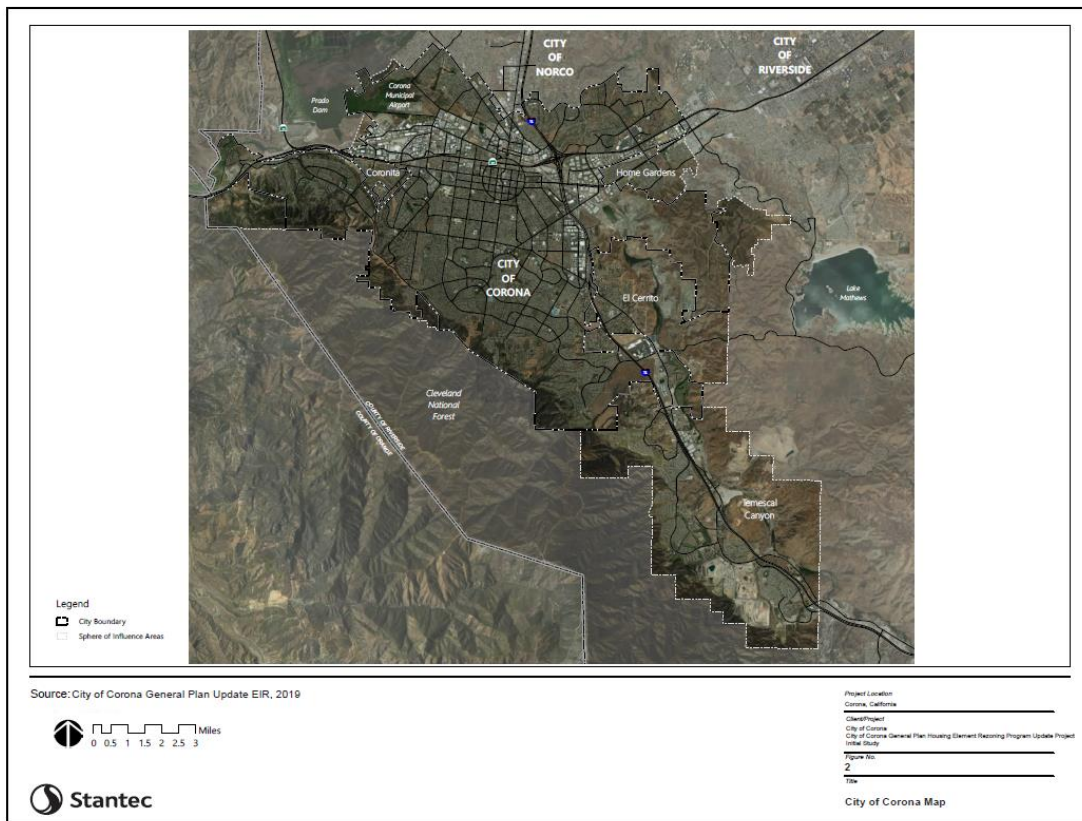 CITY
OF
NORCO
CITY
OF
RIVERSIDE
Corona
Municipal
Airport
Prado
Dam
Coronita
Home Gardens
CITY
OF
CORONA
El Cerrito
Lake
Mathews
Cleveland
National
Forest
COUNTY OF RIVERSIDE
COUNTY OF ORANGE
Temescal
Canyon
Legend
City Boundary
Sphere of Influence Areas
Source: City of Corona General Plan Update EIR, 2019
Miles
0 0.5 1 1.5 2 2.5 3
Stantec
Project Location
Corona, California
Client/Project
City of Corona
City of Corona General Plan Housing Element Rezoning Program Update Project
Initial Study
Figure No.
2
Title
City of Corona Map